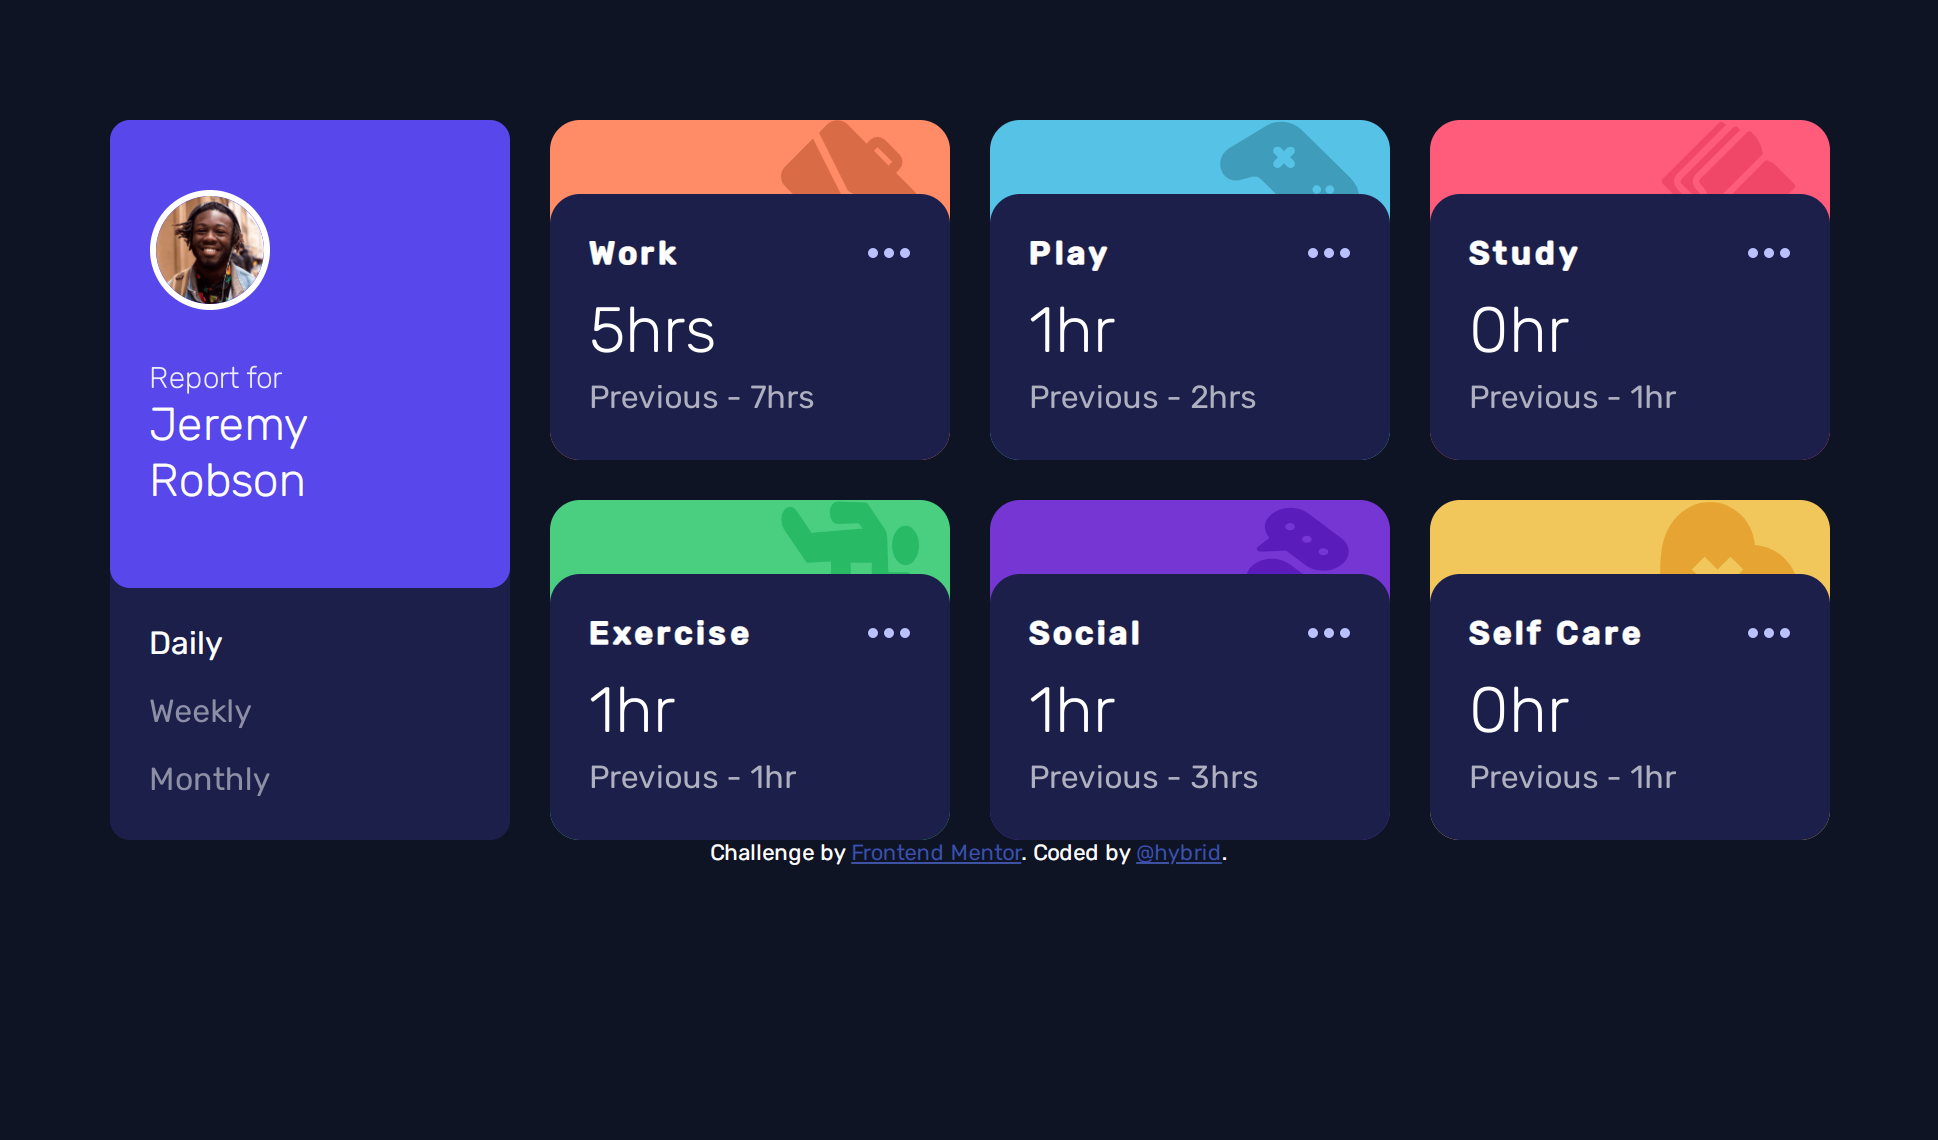 Report for
Jeremy
Robson
Daily
Weekly
Monthly
Work
5hrs
Previous - 7hrs
Play
1hr
Previous - 2hrs
Study
0hr
Previous - 1hr
Exercise
1hr
Previous - 1hr
Social
1hr
Previous - 3hrs
Self Care
0hr
Previous - 1hr
Challenge by Frontend Mentor. Coded by @hybrid.